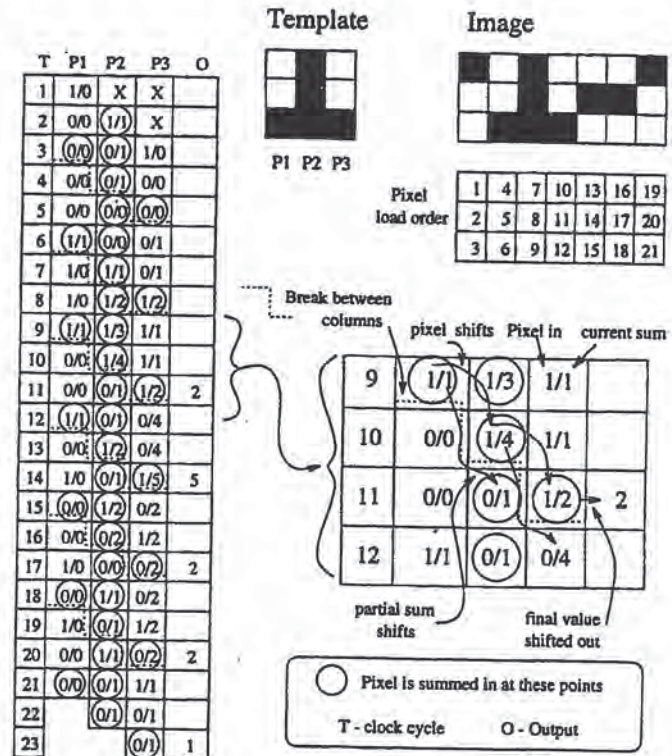 Template
Image
P1 P2 P3
Pixel load order
1 4 7 10 13 16 19
2 5 8 11 14 17 20
3 6 9 12 15 18 21
T P1 P2 P3 O
1 1/0 X X
2 0/0 1/1 X
3 0/0 0/1 1/0
4 0/0 0/1 0/0
5 0/0 0/0 0/0
6 1/1 0/0 0/1
7 1/0 1/1 0/1
8 1/0 1/2 1/2
9 1/1 1/3 1/1
10 0/0 1/4 1/1
11 0/0 0/1 1/2 2
12 1/1 0/1 0/4
13 0/0 1/2 0/4
14 1/0 0/1 1/5 5
15 0/0 1/2 0/2
16 0/0 0/2 1/2
17 1/0 0/0 0/2 2
18 0/0 1/1 0/2
19 1/0 0/1 1/2
20 0/0 1/1 0/2 2
21 0/0 0/1 1/1
22 0/1 0/1
23 0/1 1
Break between
columns
pixel shifts
Pixel in
current sum
9 1/1 1/3 1/1
10 0/0 1/4 1/1
11 0/0 0/1 1/2 2
12 1/1 0/1 0/4
partial sum
shifts
final value
shifted out
Pixel is summed in at these points
T - clock cycle O - Output